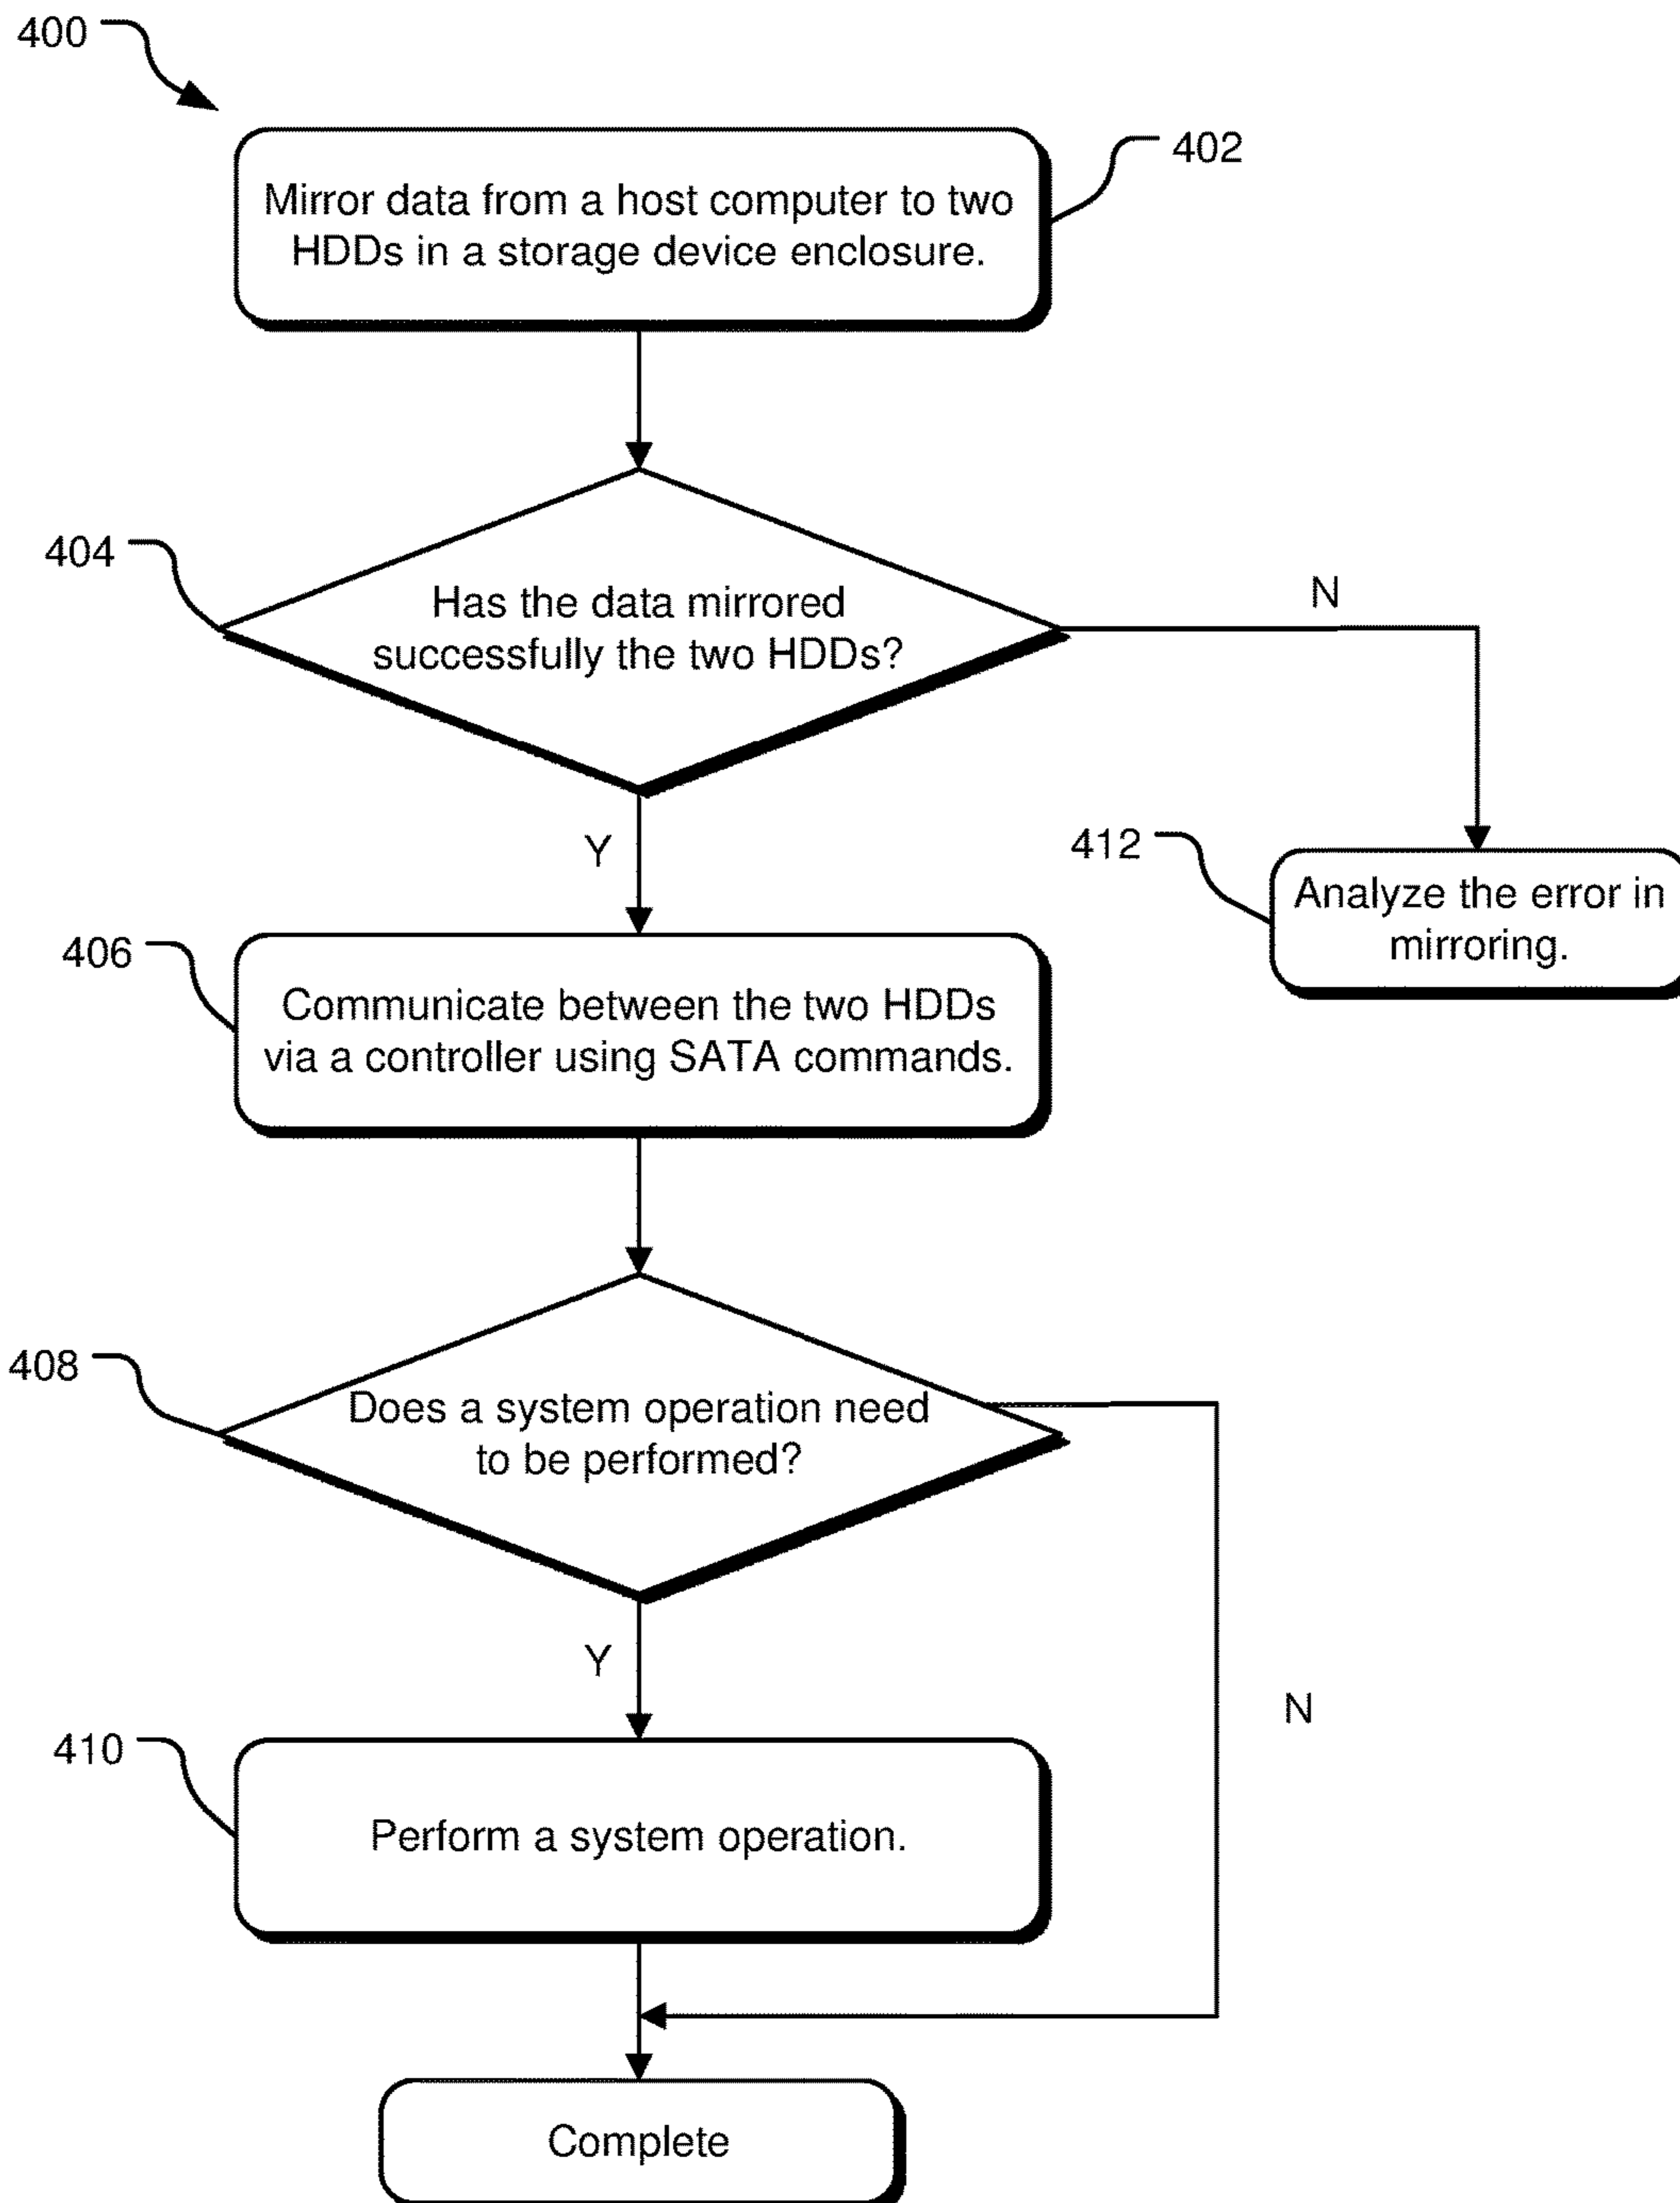 400
402
Mirror data from a host computer to two
HDDs in a storage device enclosure.
404
Has the data mirrored
successfully the two HDDs?
N
Y
412
Analyze the error in
mirroring.
406
Communicate between the two HDDs
via a controller using SATA commands.
408
Does a system operation need
to be performed?
Y
N
410
Perform a system operation.
Complete